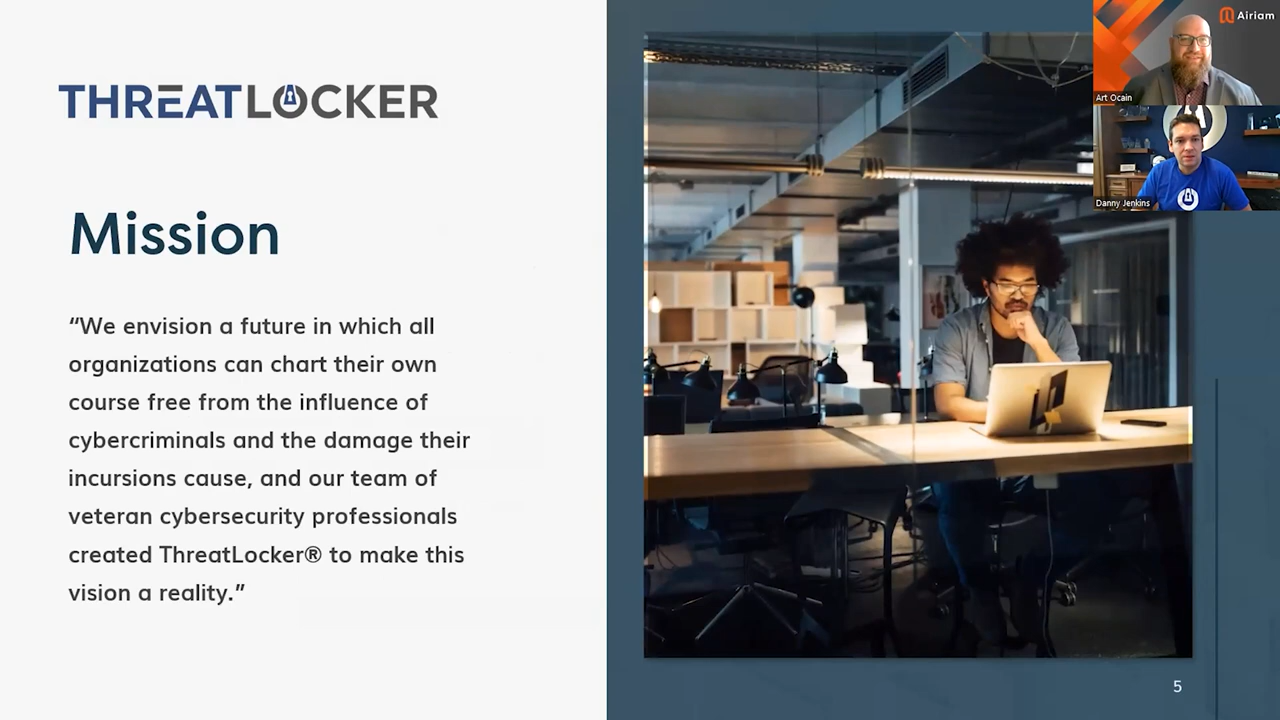 THREATLOCKER
Mission
“We envision a future in which all
organizations can chart their own
course free from the influence of
cybercriminals and the damage their
incursions cause, and our team of
veteran cybersecurity professionals
created ThreatLocker® to make this
vision a reality.”
Airiam
Art Ocain
Danny Jenkins
5